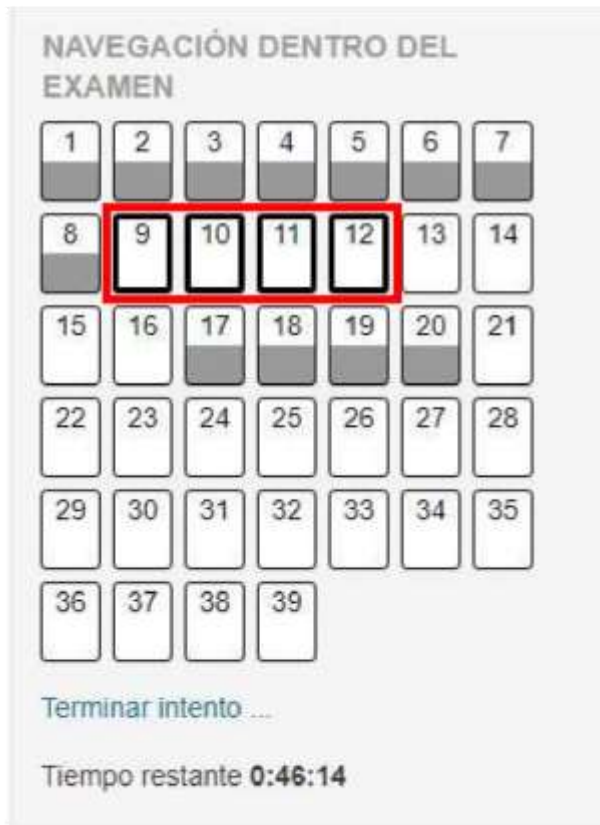 NAVEGACIÓN DENTRO DEL
EXAMEN
1 2 3 4 5 6 7
8 9 10 11 12 13 14
15 16 17 18 19 20 21
22 23 24 25 26 27 28
29 30 31 32 33 34 35
36 37 38 39
Terminar intento ...
Tiempo restante 0:46:14